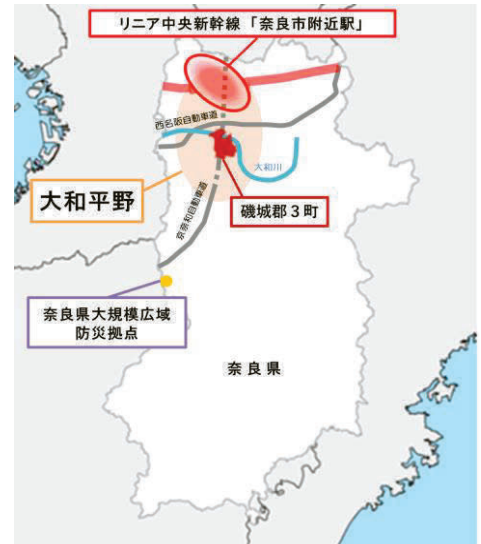 リニア中央新幹線「奈良市附近駅」
西名阪自動車道
大和川
大和平野
京奈和自動車道
磯城郡3町
奈良県大規模広域
防災拠点
奈良県